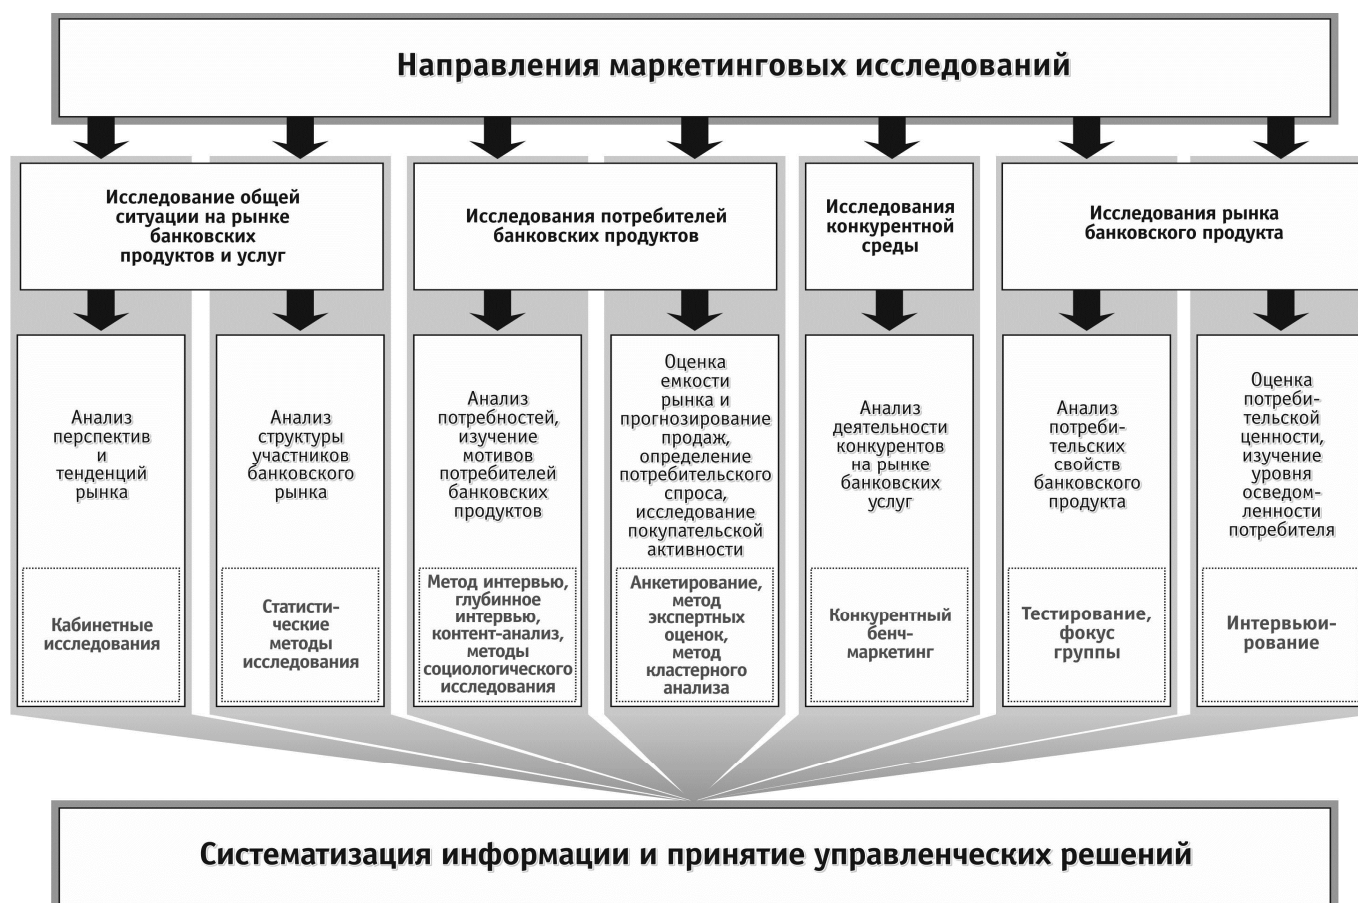 Направления маркетинговых исследований
Исследование общей
ситуации на рынке
банковских
продуктов и услуг
Исследования потребителей
банковских продуктов
Исследования
конкурентной
среды
Исследования рынка
банковского продукта
Анализ
перспектив
и
тенденций
рынка
Анализ
структуры
участников
банковского
рынка
Анализ
потребностей,
изучение
мотивов
потребителей
банковских
продуктов
Оценка
емкости
рынка и
прогнозирование
продаж,
определение
потребительского
спроса,
исследование
покупательской
активности
Анализ
деятельности
конкурентов
на рынке
банковских
услуг
Анализ
потреби-
тельских
свойств
банковского
продукта
Оценка
потреби-
тельской
ценности,
изучение
уровня
осведом-
ленности
потребителя
Кабинетные
исследования
Статисти-
ческие
методы
исследования
Метод интервью,
глубинное
интервью,
контент-анализ,
методы
социологического
исследования
Анкетирование,
метод
экспертных
оценок,
метод
кластерного
анализа
Конкурентный
бенч-
маркетинг
Тестирование,
фокус
группы
Интервьюи-
рование
Систематизация информации и принятие управленческих решений